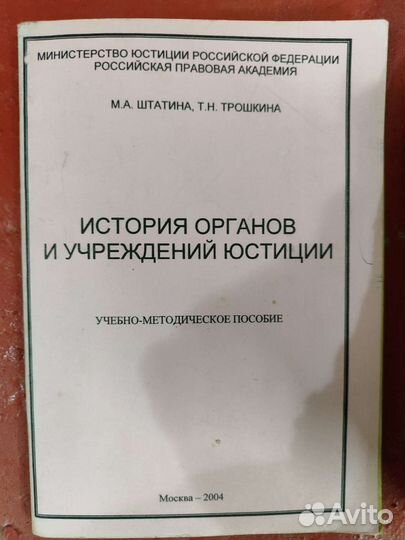 МИНИСТЕРСТВО ЮСТИЦИИ РОССИЙСКОЙ ФЕДЕРАЦИИ
РОССИЙСКАЯ ПРАВОВАЯ АКАДЕМИЯ
М.А. ШТАТИНА, Т.Н. ТРОШКИНА
ИСТОРИЯ ОРГАНОВ
И УЧРЕЖДЕНИЙ ЮСТИЦИИ
УЧЕБНО-МЕТОДИЧЕСКОЕ ПОСОБИЕ
Москва – 2004
Avito